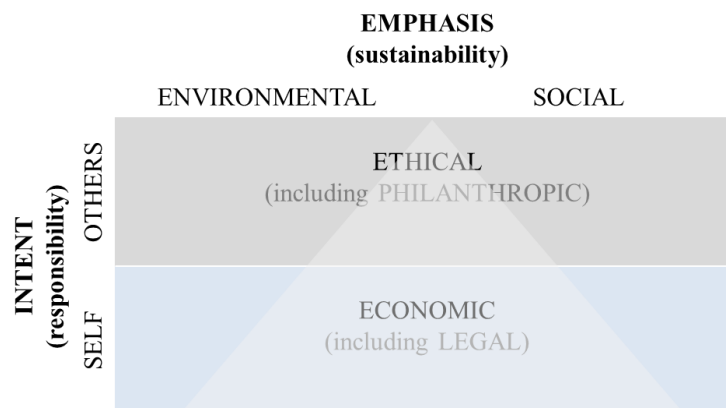 EMPHASIS
(sustainability)
ENVIRONMENTAL SOCIAL
INTENT
(responsibility)
OTHERS
ETHICAL
(including PHILANTHROPIC)
SELF
ECONOMIC
(including LEGAL)